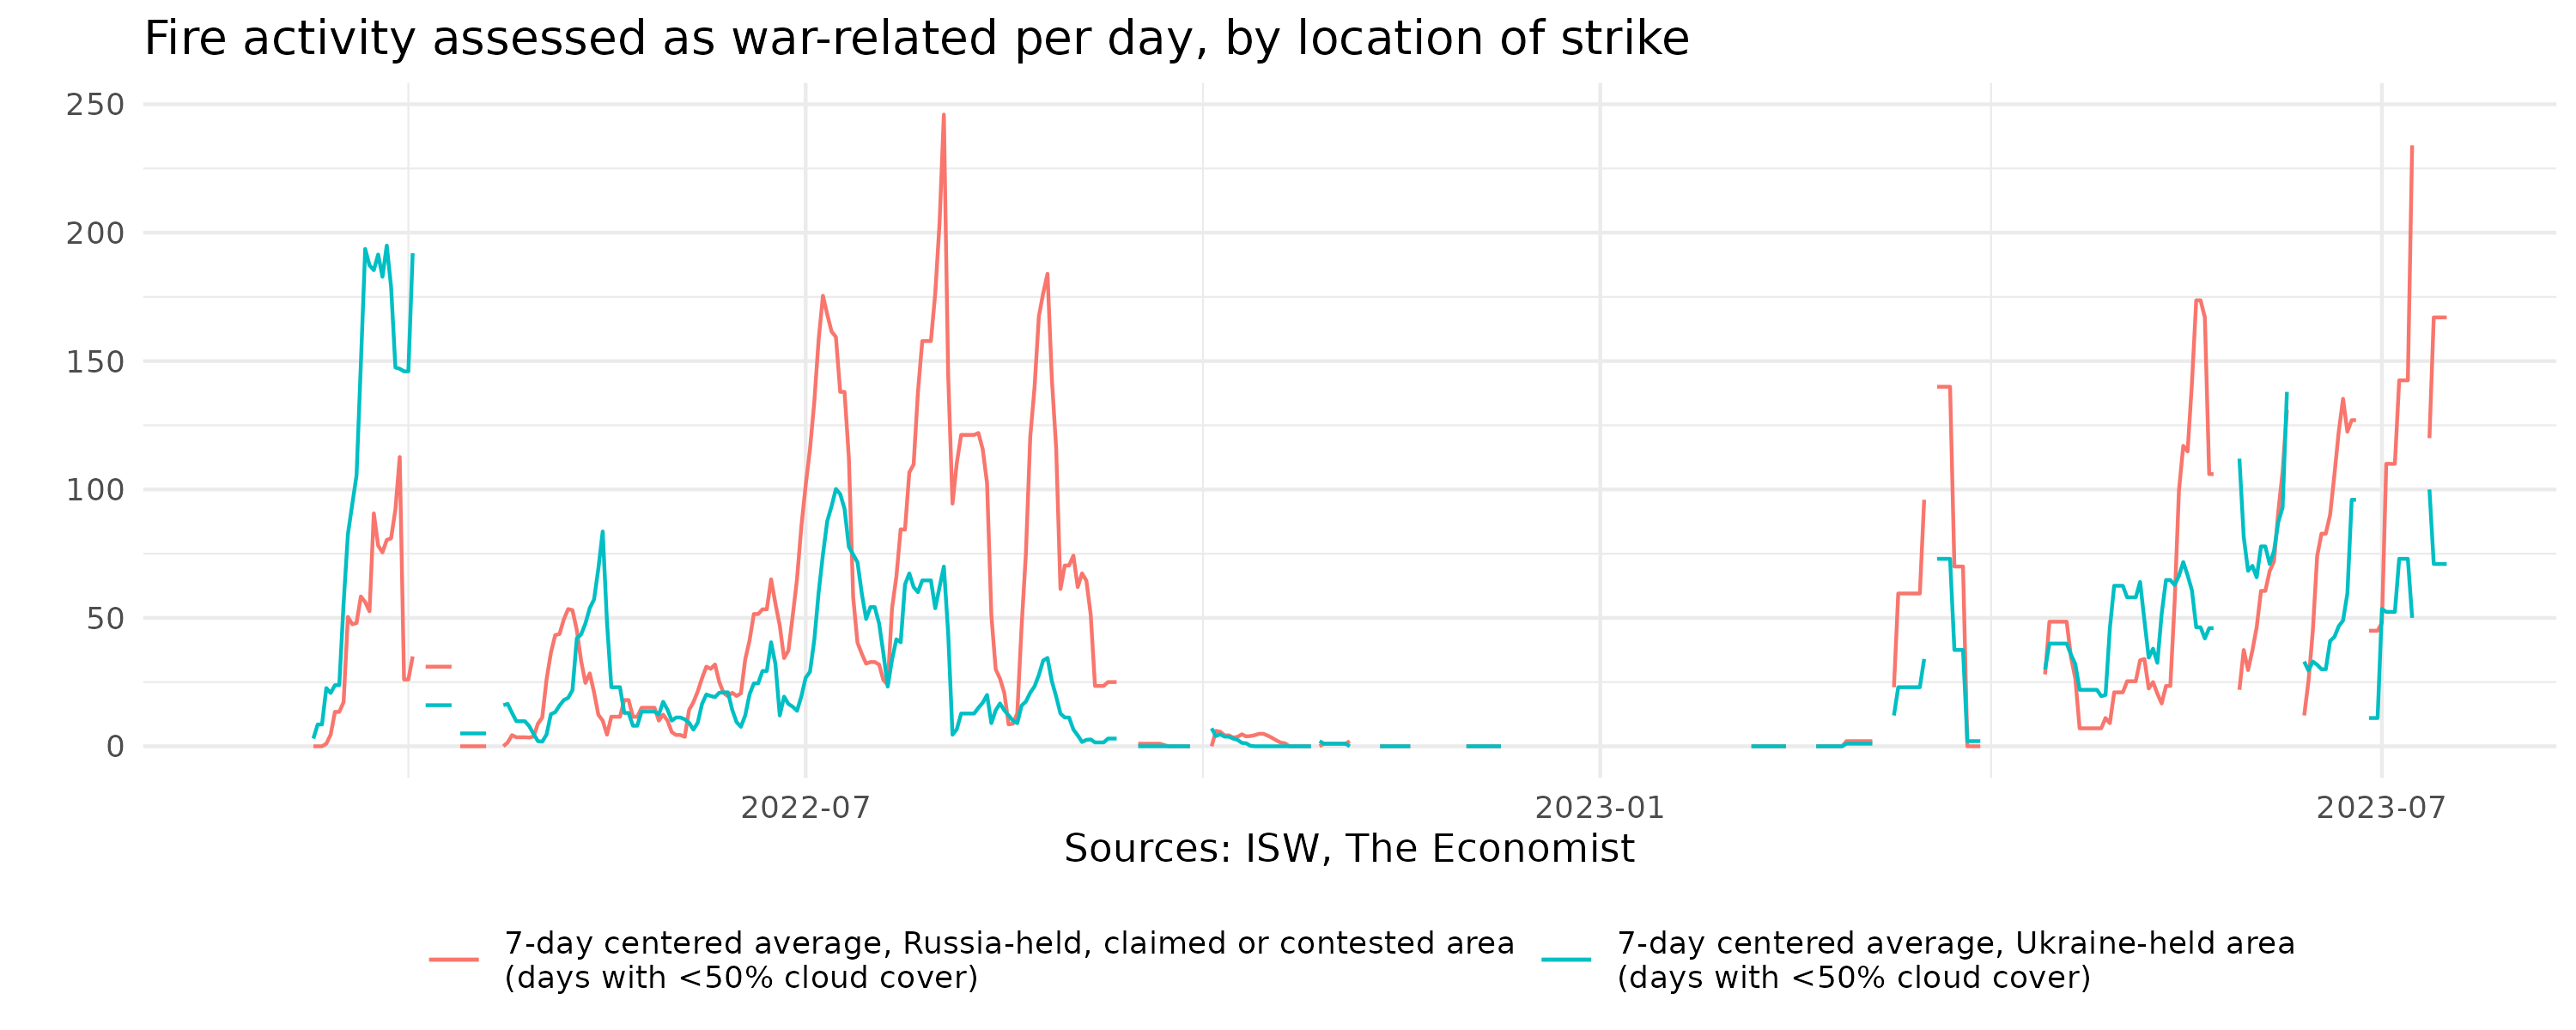 Fire activity assessed as war-related per day, by location of strike
250
200
150
100
50
0
2022-07
2023-01
2023-07
Sources: ISW, The Economist
7-day centered average, Russia-held, claimed or contested area
(days with <50% cloud cover)
7-day centered average, Ukraine-held area
(days with <50% cloud cover)